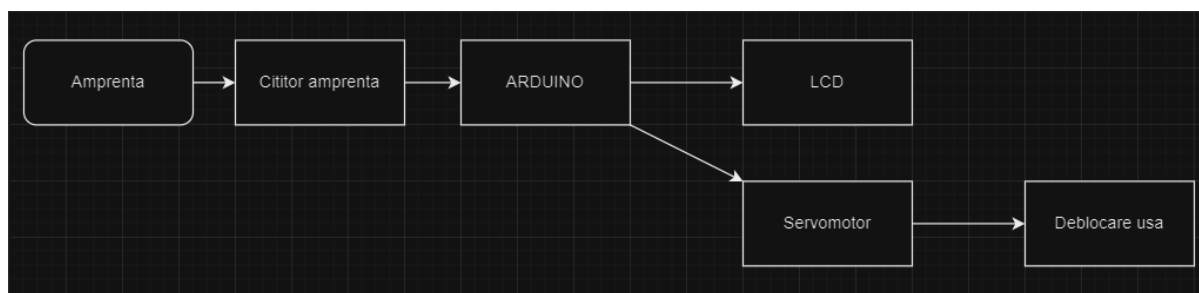 Amprenta
Cititor amprenta
ARDUINO
LCD
Servomotor
Deblocare usa